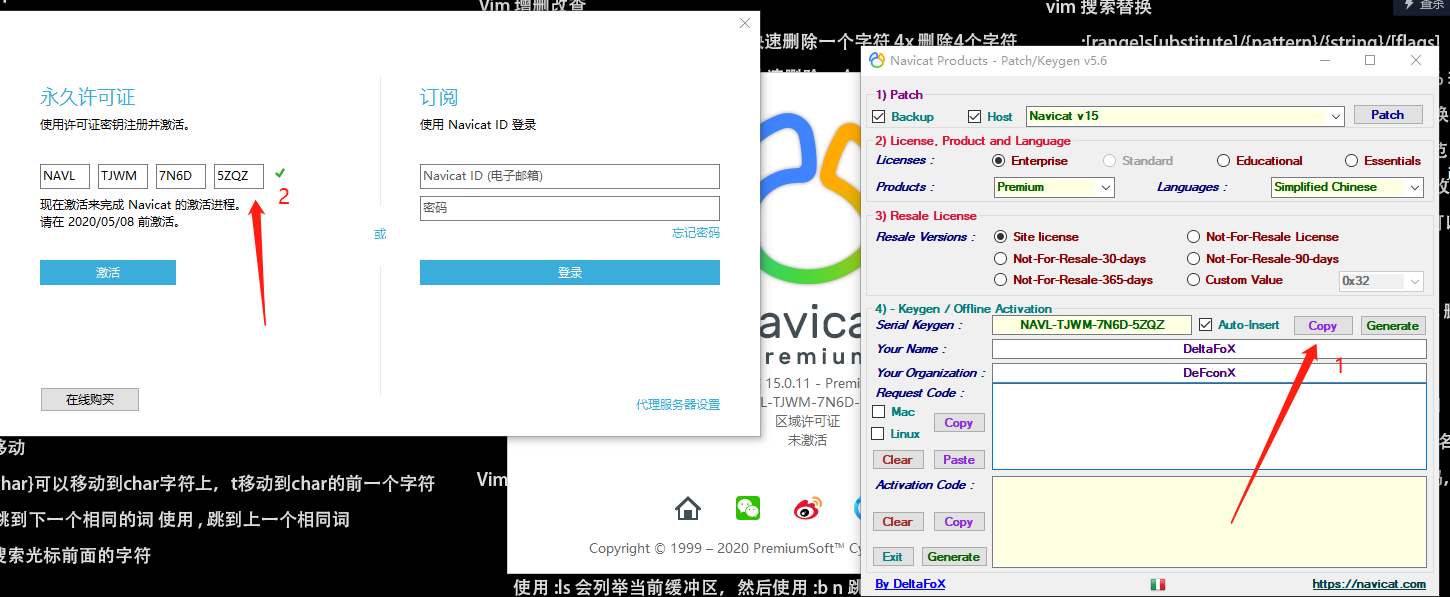 Vim 增删改查
vim 搜索替换
查杀
快速删除一个字符 4x 删除4个字符
:[range]s[ubstitute]/{pattern}/{string}/[flags]
永久许可证
使用许可证密钥注册并激活。
NAVL TJWM 7N6D 5ZQZ
2
现在激活来完成 Navicat 的激活进程。
请在 2020/05/08 前激活。
激活
在线购买
或
订阅
使用 Navicat ID 登录
Navicat ID (电子邮箱)
密码
忘记密码
登录
代理服务器设置
avica
remium
15.0.11 - Premi
L-TJWM-7N6D-
区域许可证
未激活
Copyright © 1999 – 2020 PremiumSoft™ Cy
Navicat Products - Patch/Keygen v5.6
1) Patch
Backup Host Navicat v15 Patch
2) License, Product and Language
Licenses : Enterprise Standard Educational Essentials
Products : Premium Languages : Simplified Chinese
3) Resale License
Resale Versions : Site license Not-For-Resale License
Not-For-Resale-30-days Not-For-Resale-90-days
Not-For-Resale-365-days Custom Value 0x32
4) - Keygen / Offline Activation
Serial Keygen : NAVL-TJWM-7N6D-5ZQZ Auto-Insert Copy Generate
Your Name : DeltaFoX
1
Your Organization : DeFconX
Request Code :
Mac
Linux
Copy
Clear Paste
Activation Code :
Clear Copy
Exit Generate
By DeltaFoX https://navicat.com
移动
char}可以移动到char字符上，t移动到char的前一个字符
Vim
跳到下一个相同的词 使用 , 跳到上一个相同词
搜索光标前面的字符
使用 :ls 会列举当前缓冲区，然后使用 :b n 跳